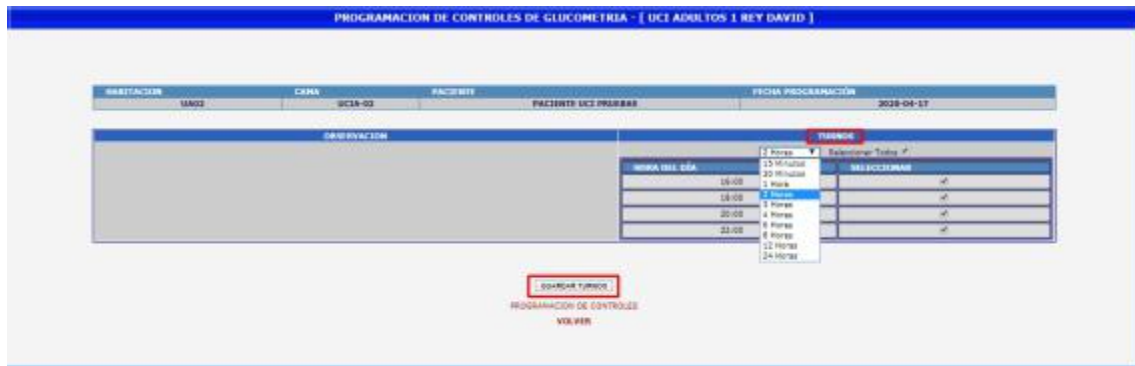 PROGRAMACION DE CONTROLES DE GLUCOMETRIA - [ UCI ADULTOS 1 REY DAVID ]
HABITACION CAMA PACIENTE FECHA PROGRAMACIÓN
UA02 UCIA-02 PACIENTE UCI PRUEBAS 2020-04-17
OBSERVACION TURNOS
2 Horas Seleccionar Todos
HORA DEL DÍA SELECCIONAR
16:00
18:00
20:00
22:00
15 Minutos
30 Minutos
1 Hora
2 Horas
3 Horas
4 Horas
6 Horas
8 Horas
12 Horas
24 Horas
GUARDAR TURNOS
PROGRAMACION DE CONTROLES
VOLVER